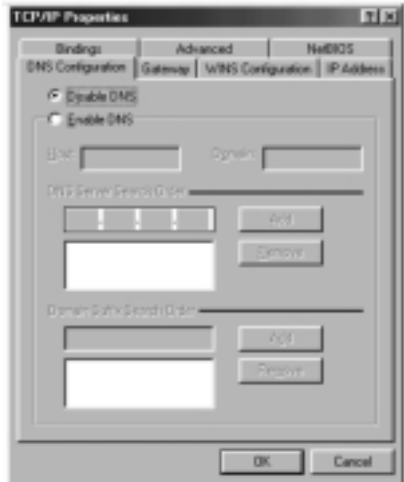 TCP/IP Properties
Bindings Advanced NetBIOS
DNS Configuration Gateway WINS Configuration IP Address
Disable DNS
Enable DNS
Host: Domain:
DNS Server Search Order
Add
Remove
Domain Suffix Search Order
Add
Remove
OK Cancel